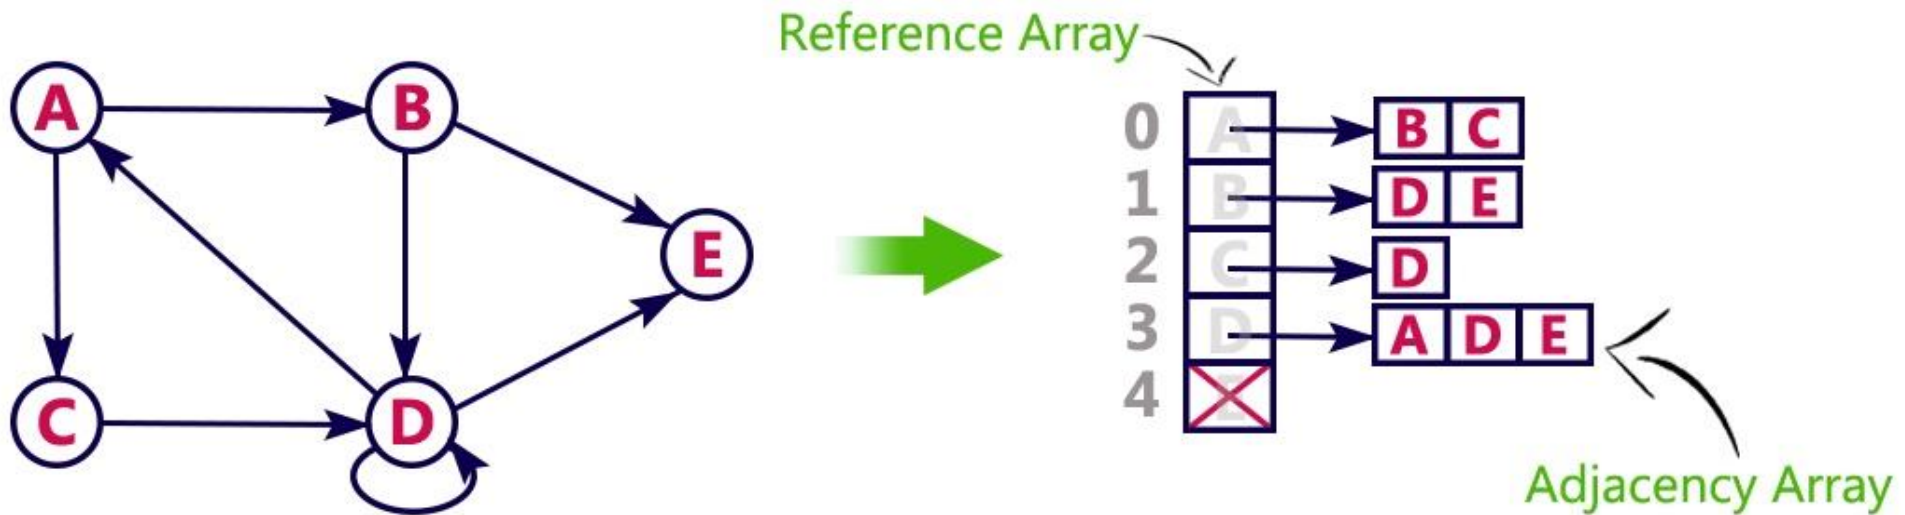 Reference Array
A B
E
C D
0 A B C
1 B D E
2 C D
3 D A D E
4 E
Adjacency Array